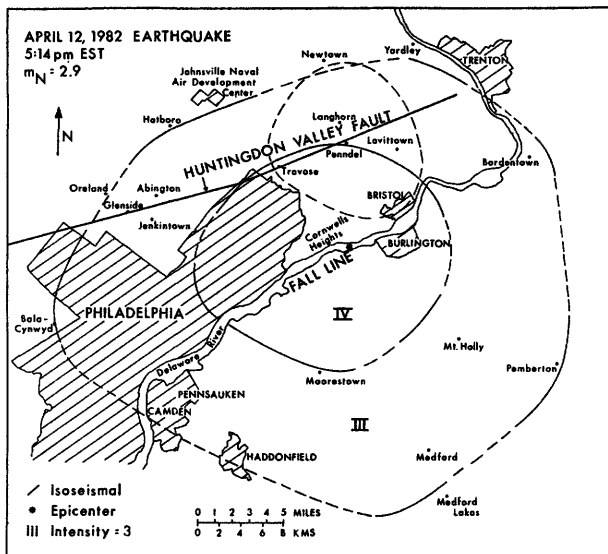 APRIL 12, 1982 EARTHQUAKE
5:14 pm EST
mN = 2.9
N
Johnsville Naval
Air Development
Center
Newtown
Yardley
TRENTON
Hatboro
Langhorn
Lavittown
Penndel
HUNTINGDON VALLEY FAULT
Travose
Bordentown
Oreland
Abington
Glenside
Jenkintown
BRISTOL
BURLINGTON
Cornwells
Heights
FALL LINE
PHILADELPHIA
Bala-
Cynwyd
IV
Delaware River
Mt. Holly
Pemberton
Moorestown
PENNSAUKEN
CAMDEN
III
HADDONFIELD
Medford
Medford
Lakes
Isoseismal
Epicenter
III Intensity = 3
0 1 2 3 4 5 MILES
0 2 4 6 8 KMS